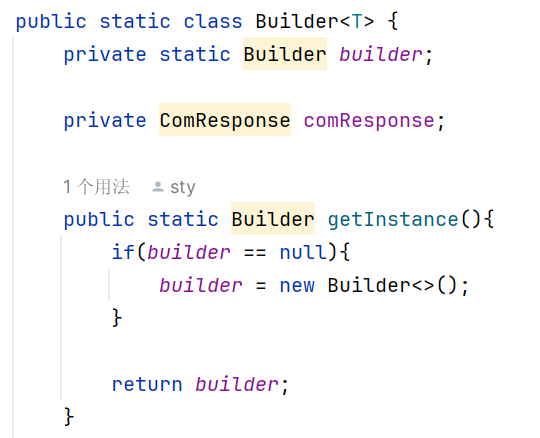 public static class Builder<T> {
private static Builder builder;
private ComResponse comResponse;
1 个用法 sty
public static Builder getInstance(){
if(builder == null){
builder = new Builder<>();
}
return builder;
}